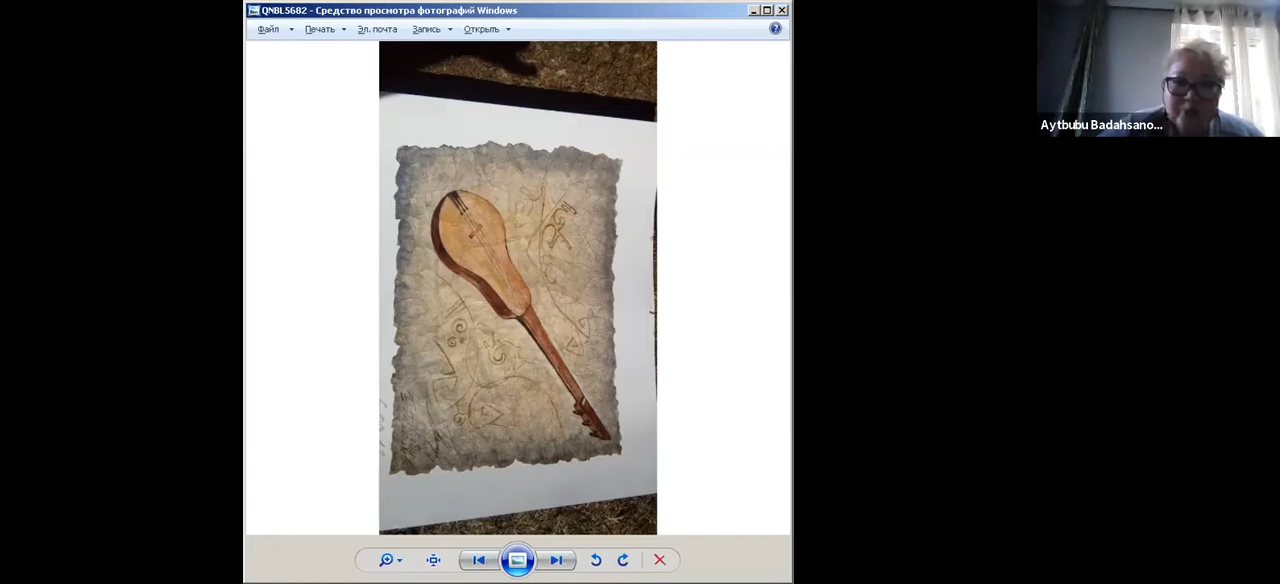 QNBL5682 - Средство просмотра фотографий Windows
Файл Печать Эл. почта Запись Открыть
Aytbubu Badahsano...